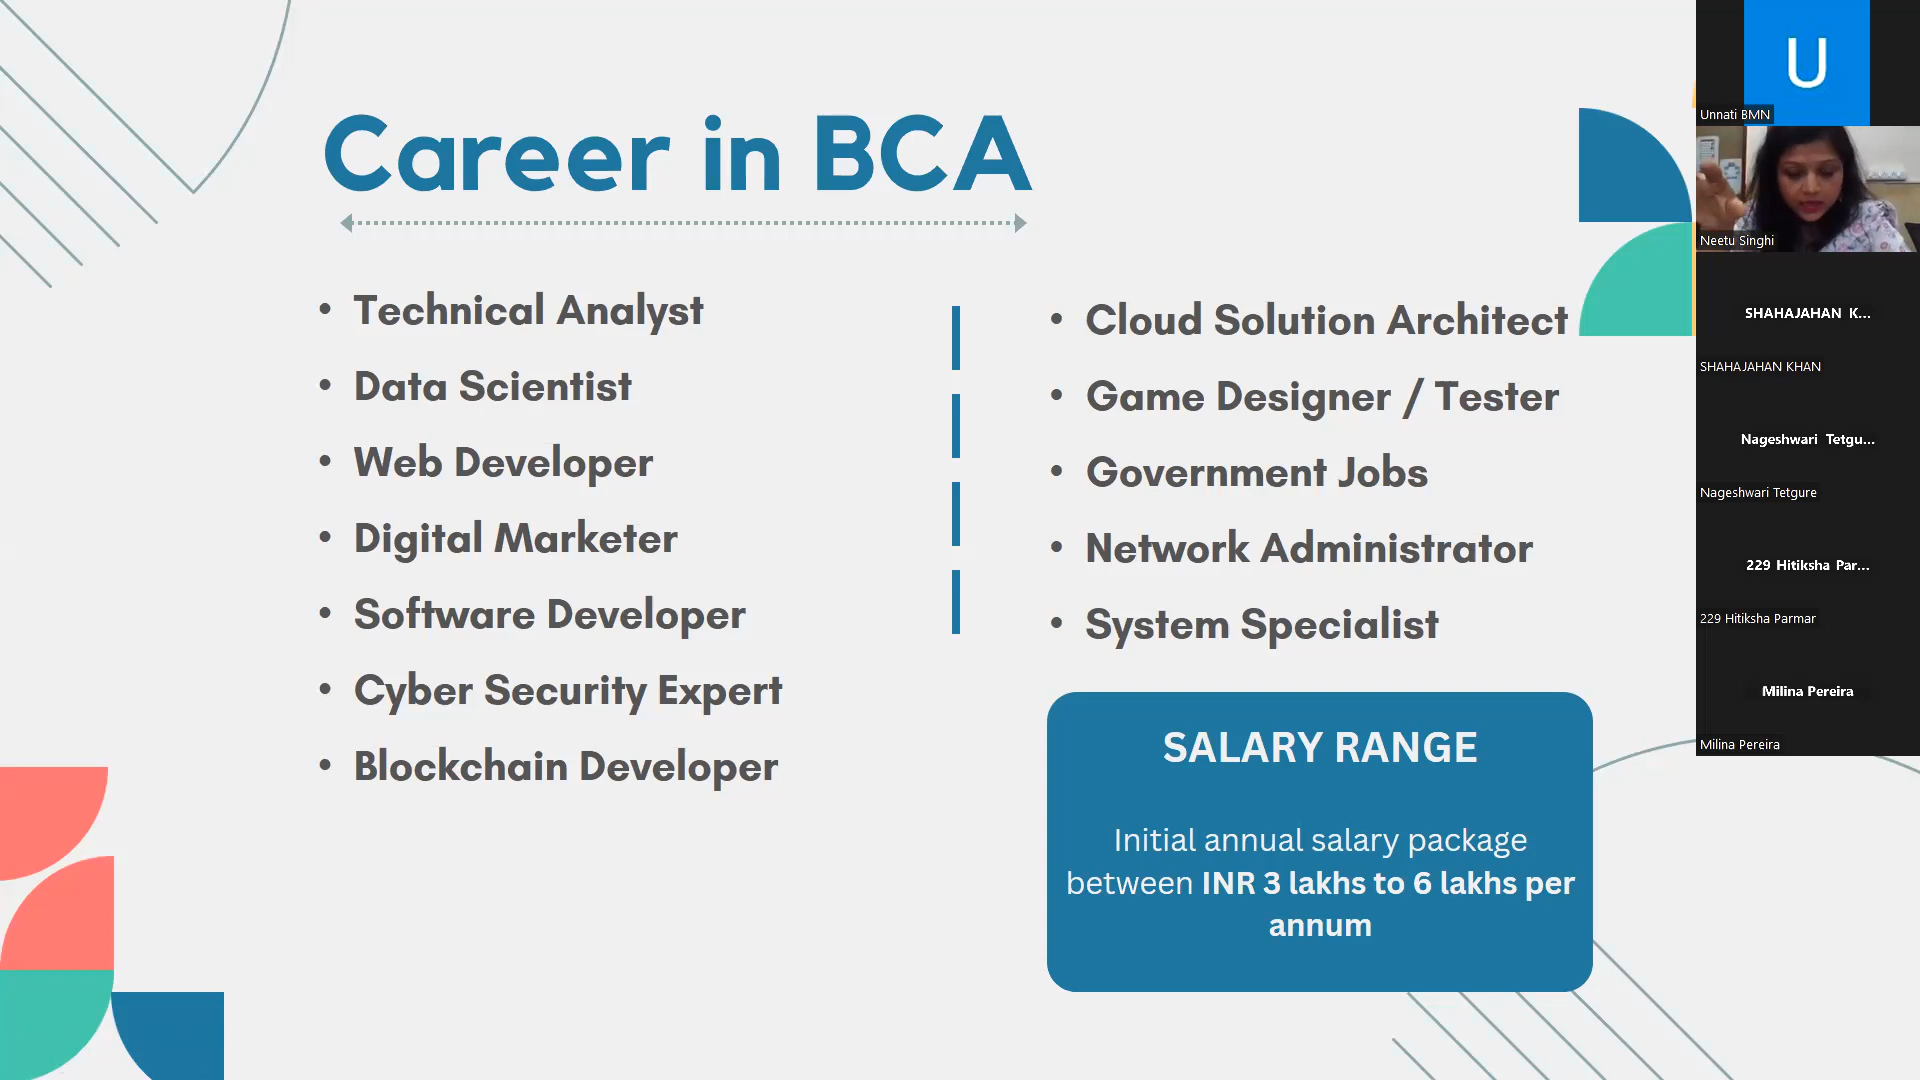 Career in BCA
• Technical Analyst
• Data Scientist
• Web Developer
• Digital Marketer
• Software Developer
• Cyber Security Expert
• Blockchain Developer
• Cloud Solution Architect
• Game Designer / Tester
• Government Jobs
• Network Administrator
• System Specialist
SALARY RANGE
Initial annual salary package
between INR 3 lakhs to 6 lakhs per
annum
U
Unnati BMN
Neetu Singhi
SHAHAJAHAN K...
SHAHAJAHAN KHAN
Nageshwari Tetgu...
Nageshwari Tetgure
229 Hitiksha Par...
229 Hitiksha Parmar
Milina Pereira
Milina Pereira